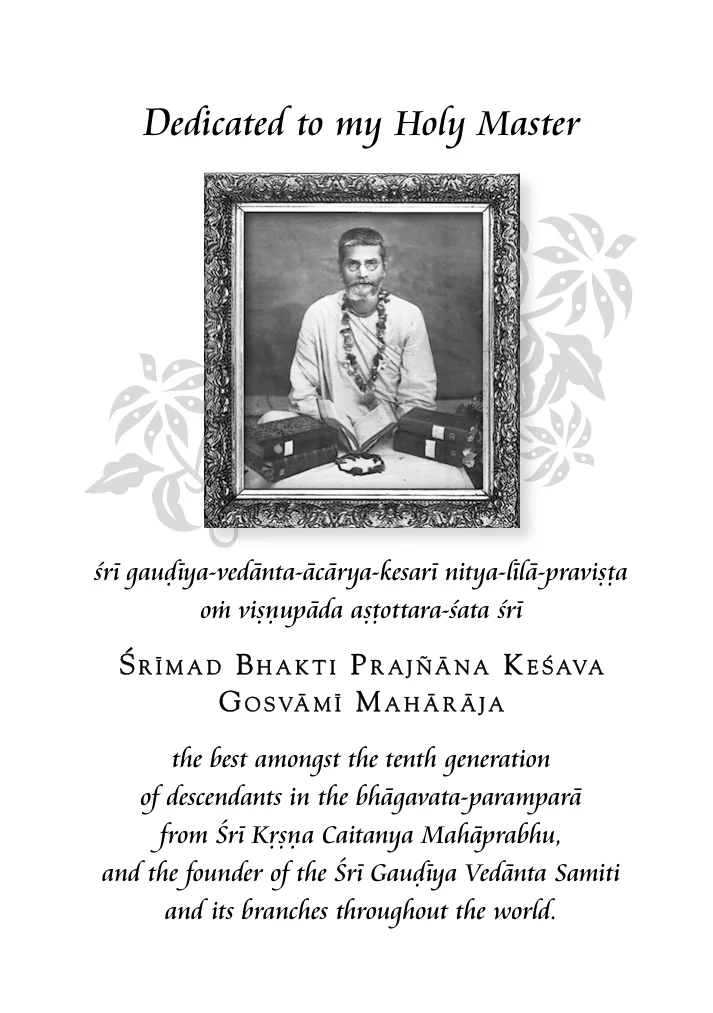 Dedicated to my Holy Master
śrī gauḍīya-vedānta-ācārya-kesarī nitya-līlā-praviṣṭa
oṁ viṣṇupāda aṣṭottara-śata śrī
Śrīmad Bhakti Prajñāna Keśava
Gosvāmī Mahārāja
the best amongst the tenth generation
of descendants in the bhāgavata-paramparā
from Śrī Kṛṣṇa Caitanya Mahāprabhu,
and the founder of the Śrī Gauḍīya Vedānta Samiti
and its branches throughout the world.